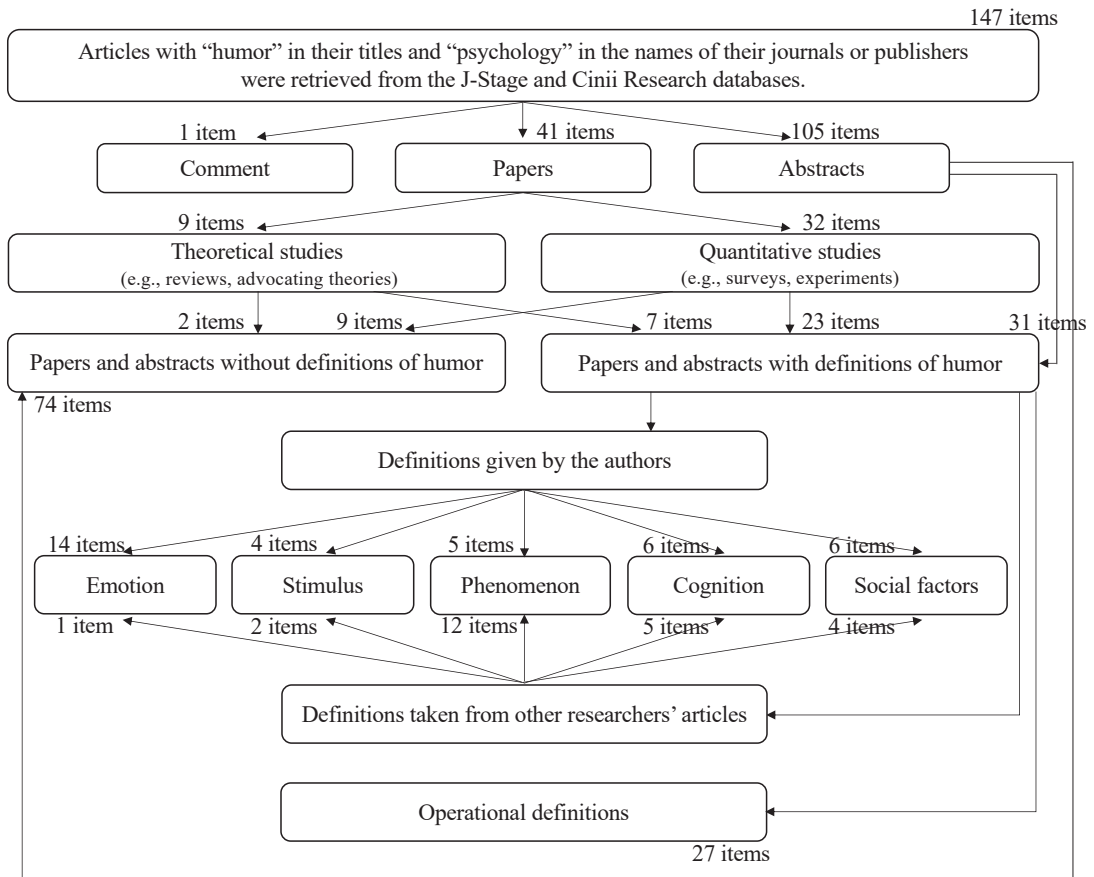 147 items
Articles with “humor” in their titles and “psychology” in the names of their journals or publishers
were retrieved from the J-Stage and Cinii Research databases.
1 item
41 items
105 items
Comment
Papers
Abstracts
9 items
32 items
Theoretical studies
(e.g., reviews, advocating theories)
Quantitative studies
(e.g., surveys, experiments)
2 items
9 items
7 items
23 items
31 items
Papers and abstracts without definitions of humor
Papers and abstracts with definitions of humor
74 items
Definitions given by the authors
14 items
4 items
5 items
6 items
6 items
Emotion
Stimulus
Phenomenon
Cognition
Social factors
1 item
2 items
12 items
5 items
4 items
Definitions taken from other researchers’ articles
Operational definitions
27 items